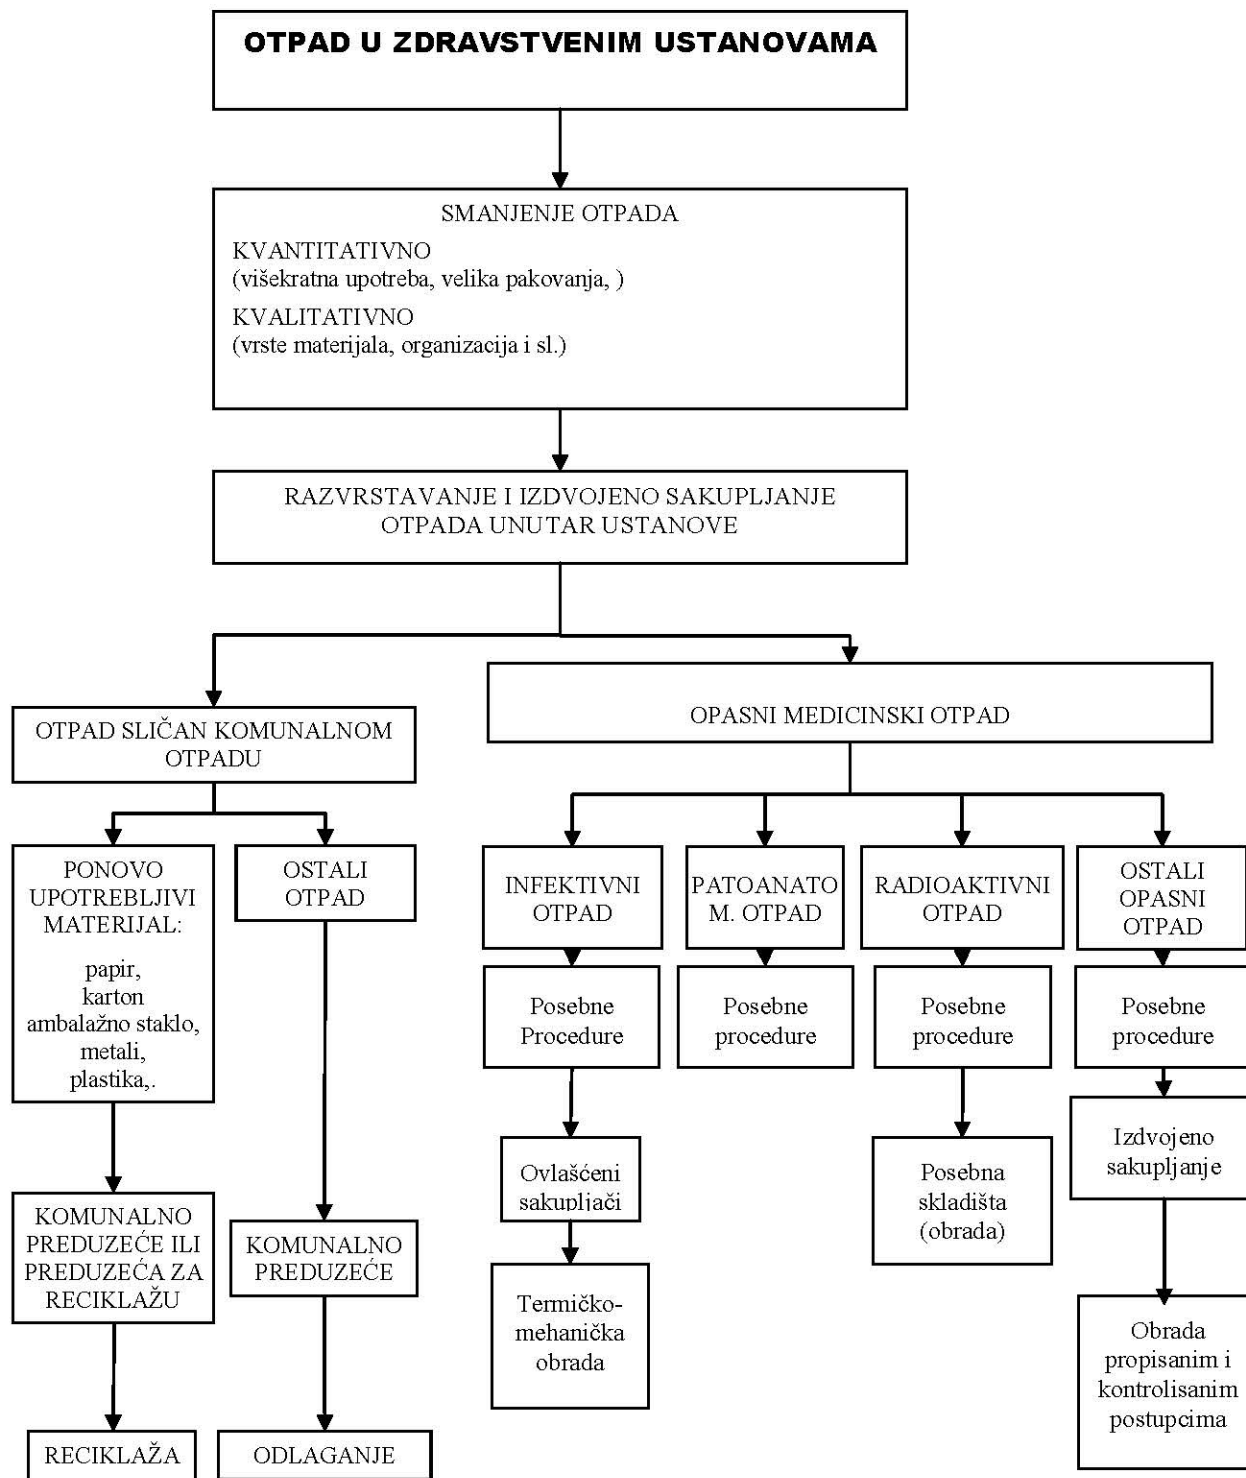 OTPAD U ZDRAVSTVENIM USTANOVAMA
SMANJENJE OTPADA
KVANTITATIVNO
(višekratna upotreba, velika pakovanja, )
KVALITATIVNO
(vrste materijala, organizacija i sl.)
RAZVRSTAVANJE I IZDVOJENO SAKUPLJANJE
OTPADA UNUTAR USTANOVE
OTPAD SLIČAN KOMUNALNOM
OTPADU
OPASNI MEDICINSKI OTPAD
PONOVO
UPOTREBLJIVI
MATERIJAL:
papir,
karton
ambalažno staklo,
metali,
plastika,.
OSTALI
OTPAD
INFEKTIVNI
OTPAD
PATOANATO
M. OTPAD
RADIOAKTIVNI
OTPAD
OSTALI
OPASNI
OTPAD
Posebne
Procedure
Posebne
procedure
Posebne
procedure
Posebne
procedure
Ovlašćeni
sakupljači
Posebna
skladišta
(obrada)
Izdvojeno
sakupljanje
KOMUNALNO
PREDUZEĆE ILI
PREDUZEĆA ZA
RECIKLAŽU
KOMUNALNO
PREDUZEĆE
Termičko-
mehanička
obrada
Obrada
propisanim i
kontrolisanim
postupcima
RECIKLAŽA
ODLAGANJE